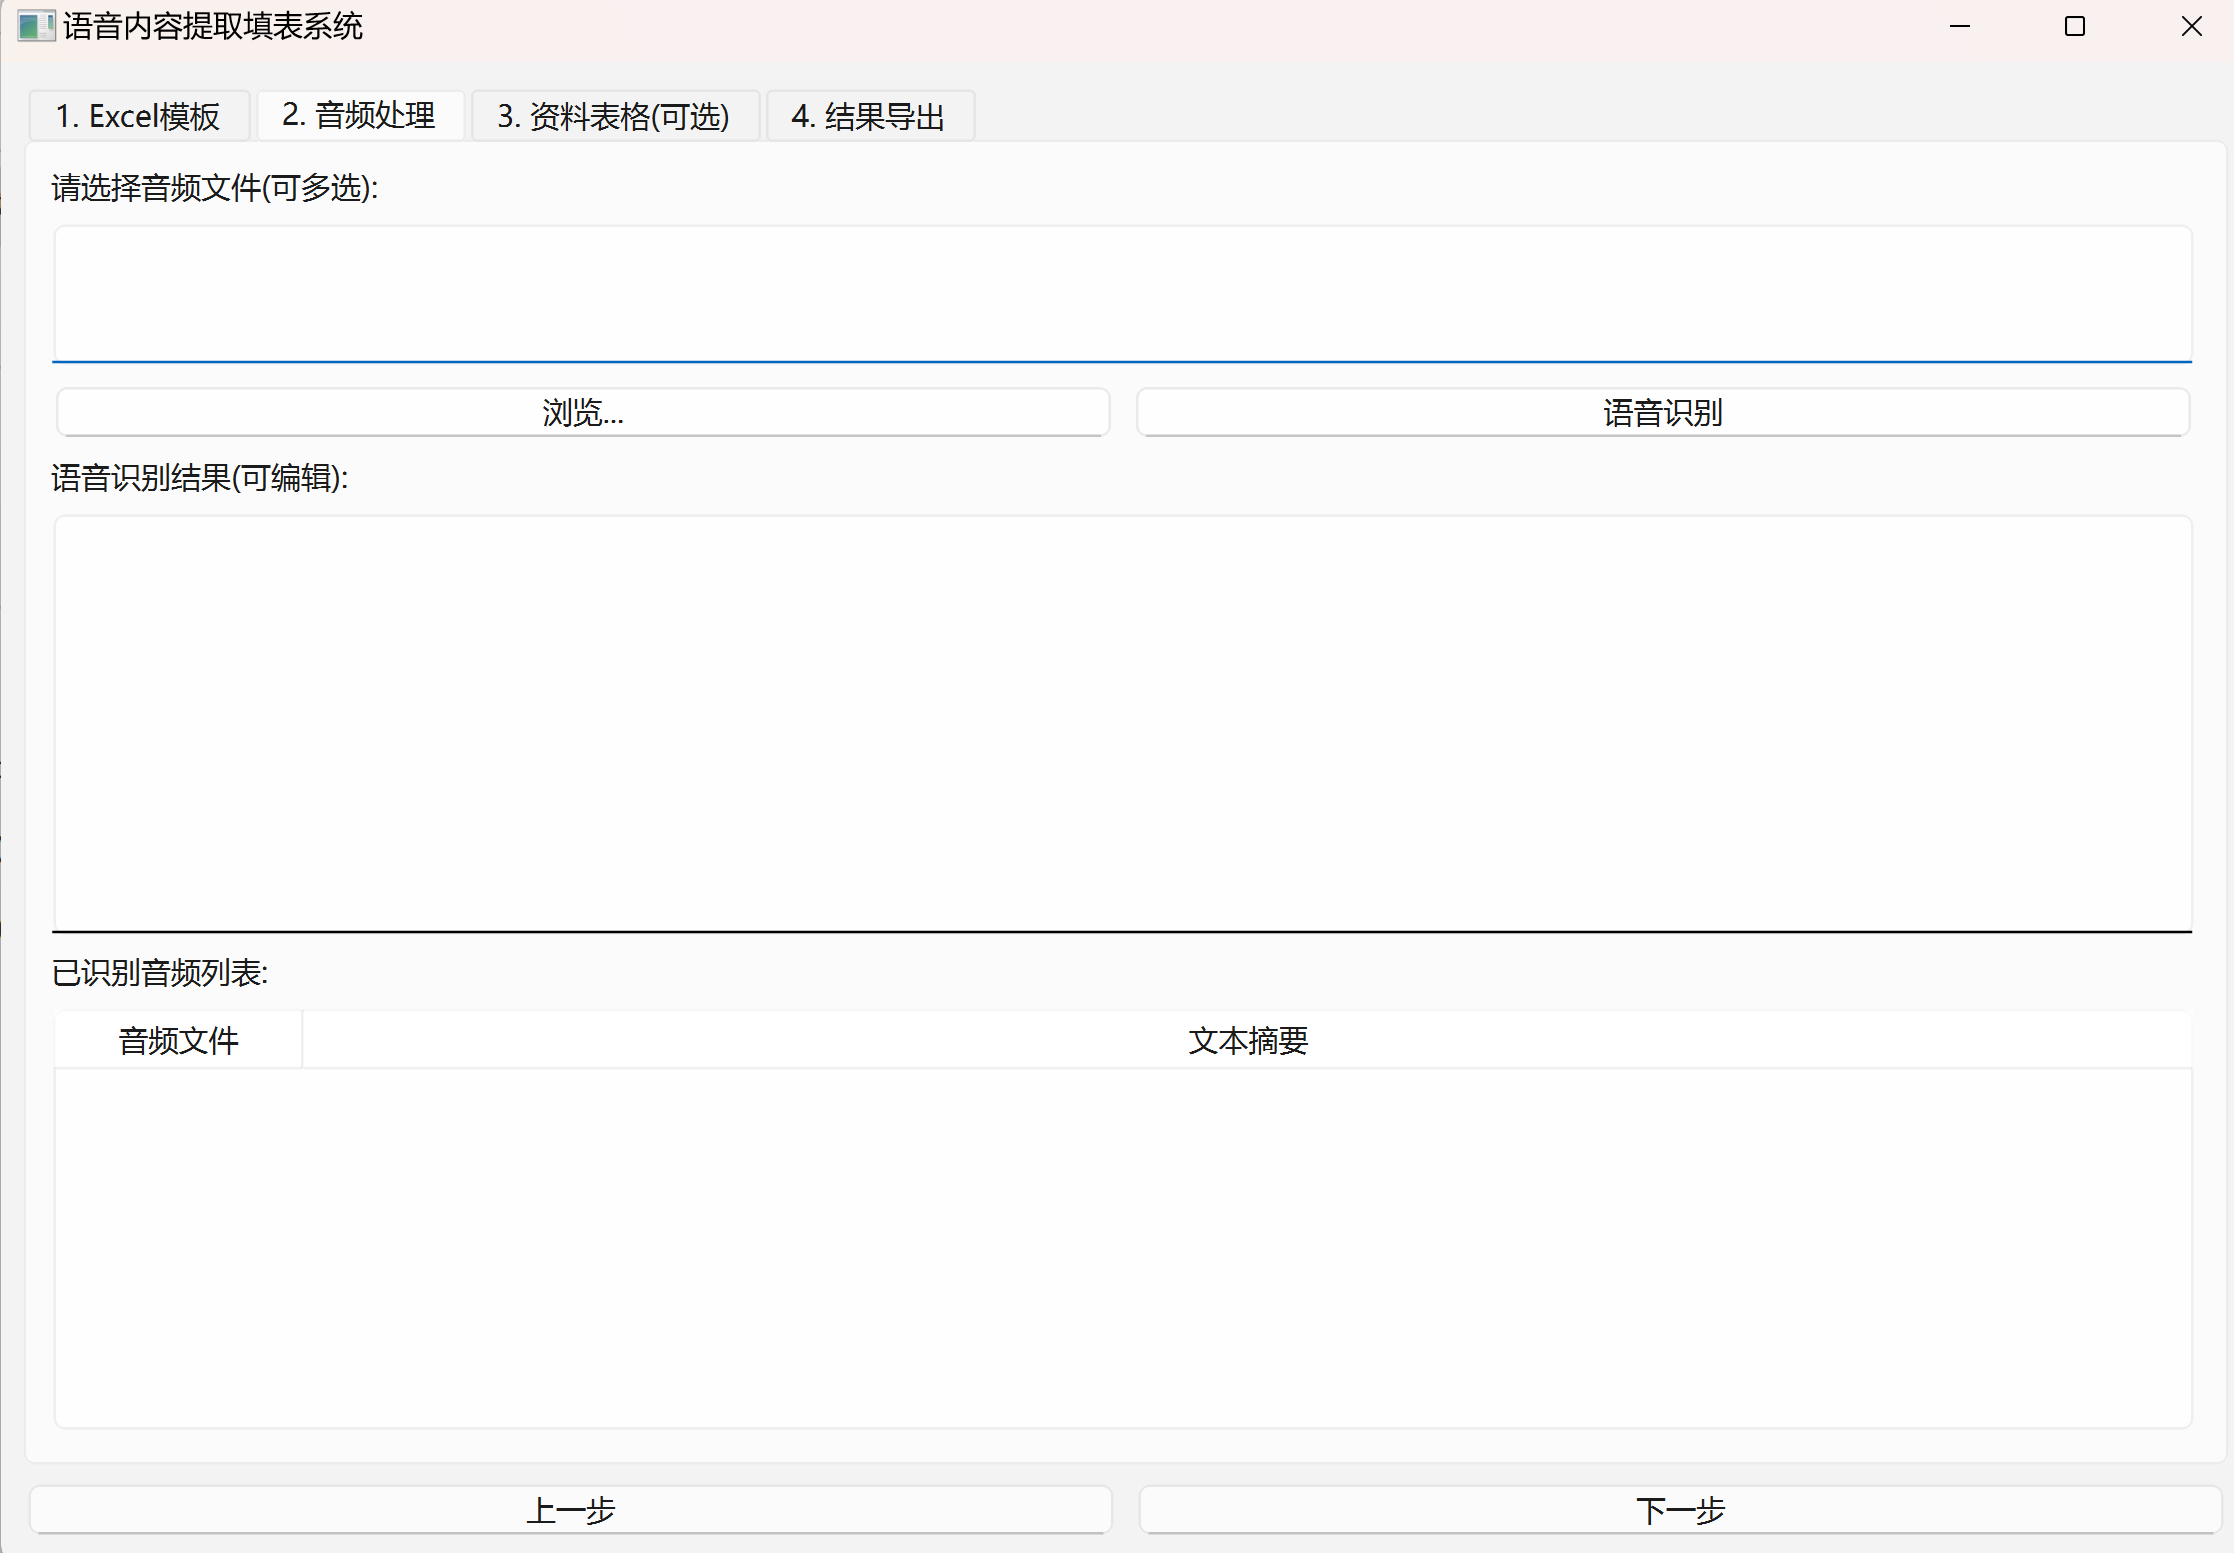 语音内容提取填表系统
1. Excel模板 2. 音频处理 3. 资料表格(可选) 4. 结果导出
请选择音频文件(可多选):
浏览... 语音识别
语音识别结果(可编辑):
已识别音频列表:
音频文件 文本摘要
上一步 下一步